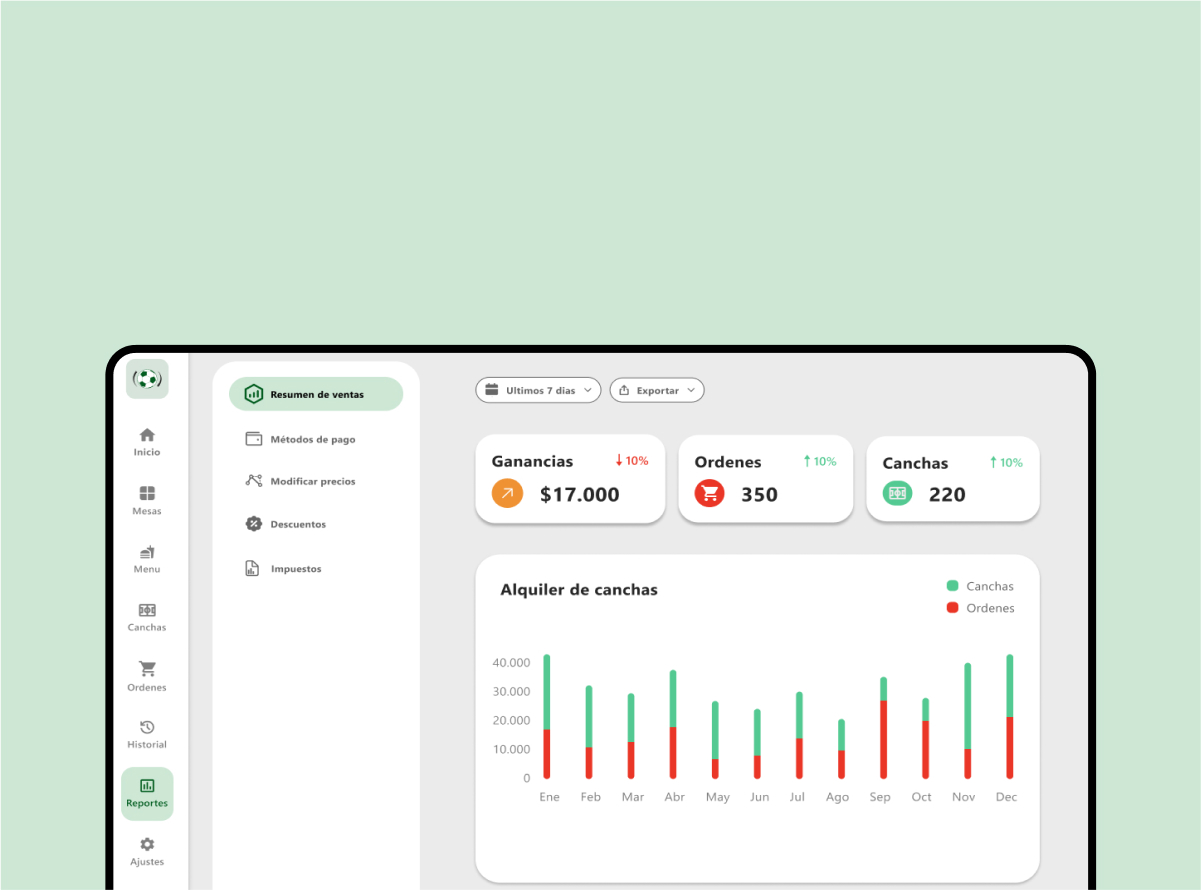 Inicio
Mesas
Menu
Canchas
Ordenes
Historial
Reportes
Ajustes
Resumen de ventas
Métodos de pago
Modificar precios
Descuentos
Impuestos
Ultimos 7 dias
Exportar
Ganancias
10%
$17.000
Ordenes
10%
350
Canchas
10%
220
Alquiler de canchas
Canchas
Ordenes
40.000
30.000
20.000
10.000
0
Ene Feb Mar Abr May Jun Jul Ago Sep Oct Nov Dec